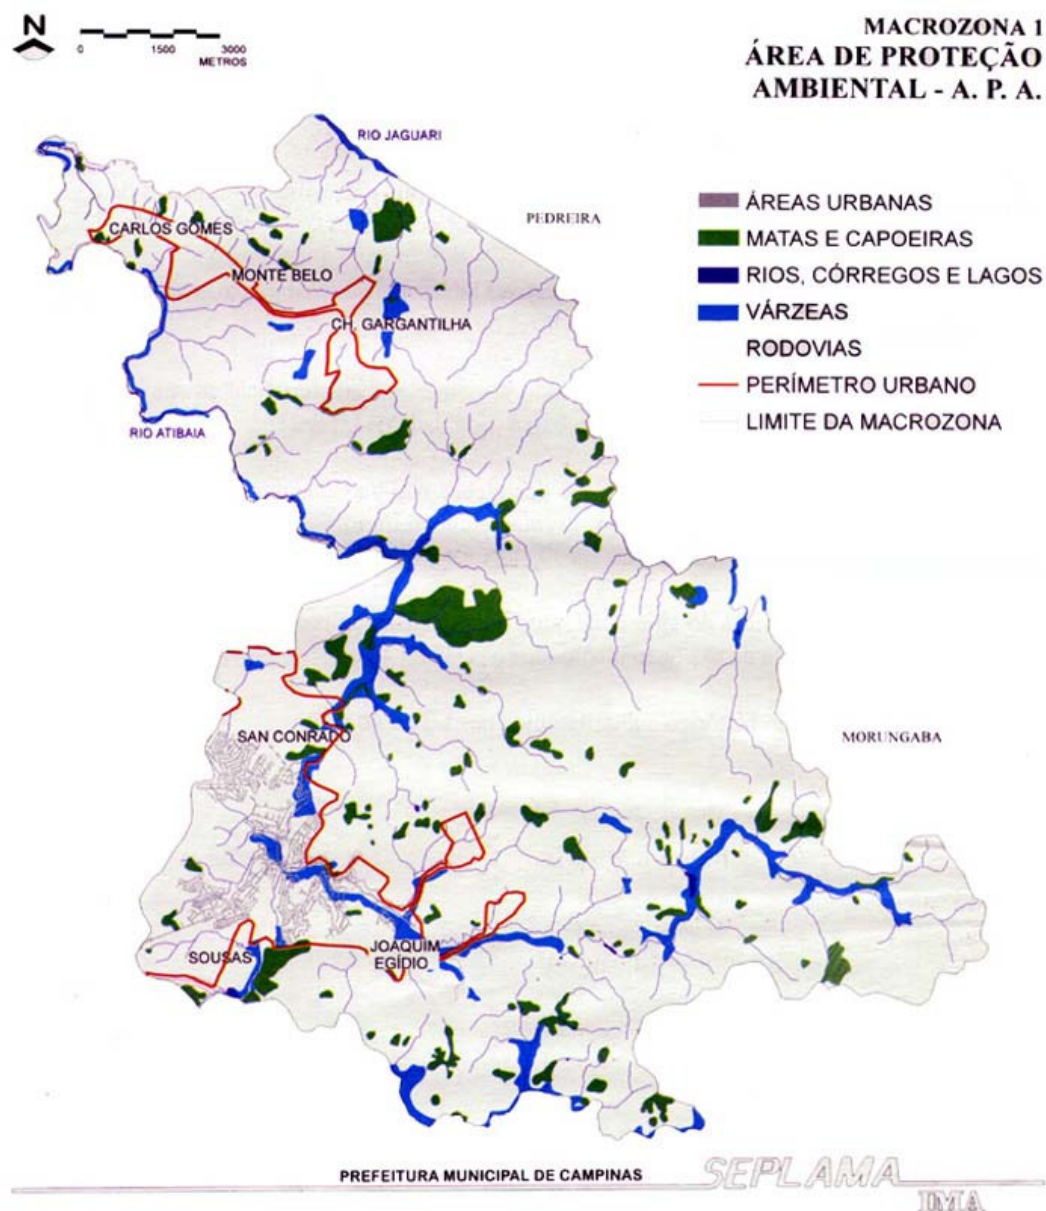 N
0 1500 3000
METROS
MACROZONA 1
ÁREA DE PROTEÇÃO
AMBIENTAL - A. P. A.
RIO JAGUARI
PEDREIRA
ÁREAS URBANAS
MATAS E CAPOEIRAS
RIOS, CÓRREGOS E LAGOS
VÁRZEAS
RODOVIAS
PERÍMETRO URBANO
LIMITE DA MACROZONA
CARLOS GOMES
MONTE BELO
CH. GARGANTILHA
RIO ATIBAIA
SAN CONRADO
MORUNGABA
SOUSAS
JOAQUIM
EGÍDIO
PREFEITURA MUNICIPAL DE CAMPINAS
SEPLAMA
IMA